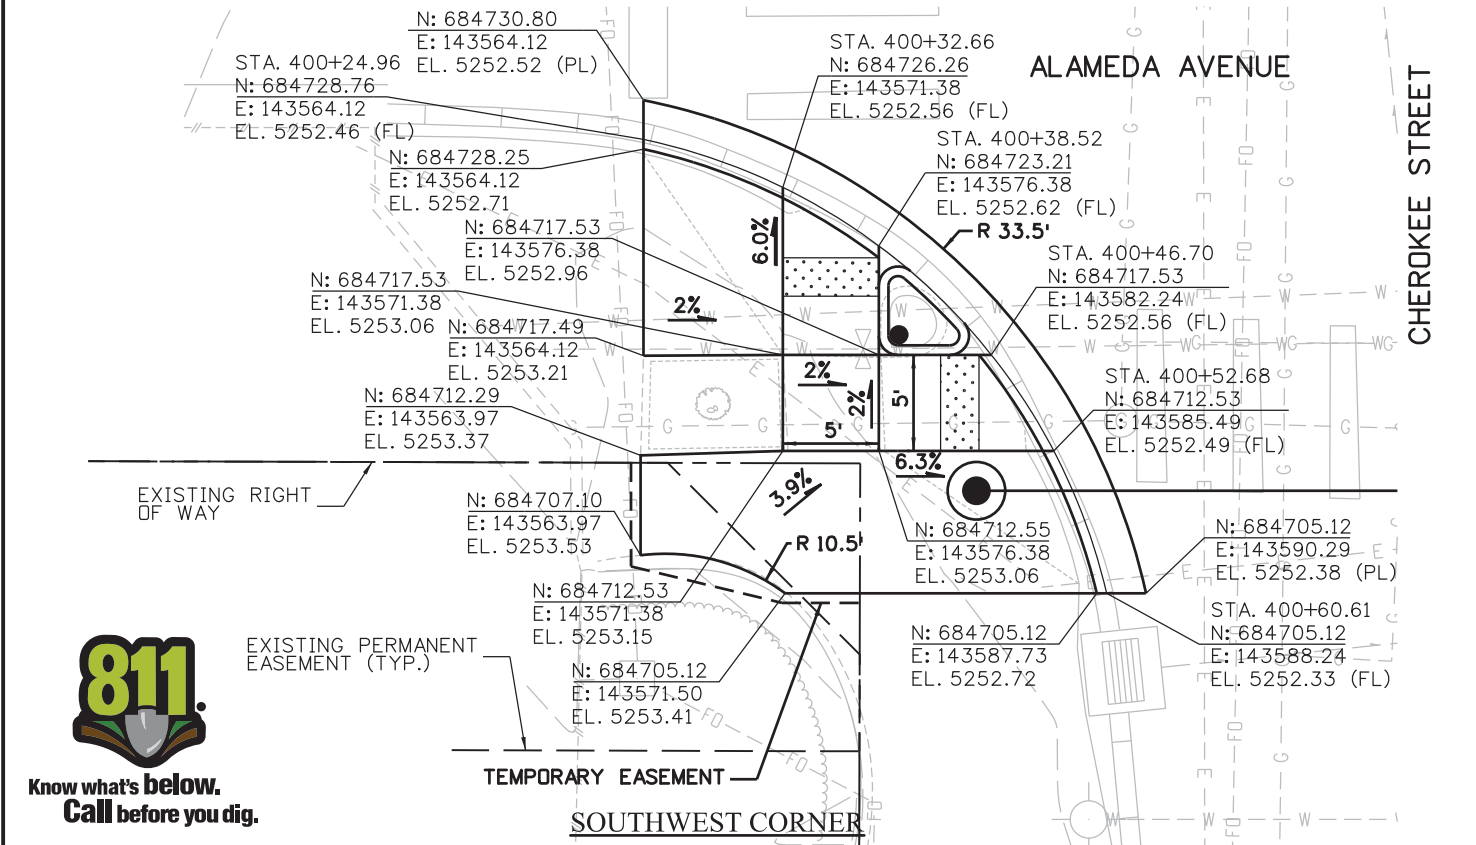 N: 684730.80
E: 143564.12
EL. 5252.52 (PL)
STA. 400+24.96
N: 684728.76
E: 143564.12
EL. 5252.46 (FL)
N: 684728.25
E: 143564.12
EL. 5252.71
N: 684717.53
E: 143576.38
EL. 5252.96
N: 684717.53
E: 143571.38
EL. 5253.06
N: 684717.49
E: 143564.12
EL. 5253.21
N: 684712.29
E: 143563.97
EL. 5253.37
STA. 400+32.66
N: 684726.26
E: 143571.38
EL. 5252.56 (FL)
ALAMEDA AVENUE
CHEROKEE STREET
STA. 400+38.52
N: 684723.21
E: 143576.38
EL. 5252.62 (FL)
R 33.5'
STA. 400+46.70
N: 684717.53
E: 143582.24
EL. 5252.56 (FL)
STA. 400+52.68
N: 684712.53
E: 143585.49
EL. 5252.49 (FL)
6.0%
2%
2%
2%
5'
5'
6.3%
3.9%
R 10.5'
EXISTING RIGHT
OF WAY
N: 684707.10
E: 143563.97
EL. 5253.53
N: 684712.53
E: 143571.38
EL. 5253.15
N: 684705.12
E: 143571.50
EL. 5253.41
N: 684712.55
E: 143576.38
EL. 5253.06
N: 684705.12
E: 143590.29
EL. 5252.38 (PL)
N: 684705.12
E: 143587.73
EL. 5252.72
STA. 400+60.61
N: 684705.12
E: 143588.24
EL. 5252.33 (FL)
EXISTING PERMANENT
EASEMENT (TYP.)
TEMPORARY EASEMENT
SOUTHWEST CORNER
811.
Know what's below.
Call before you dig.